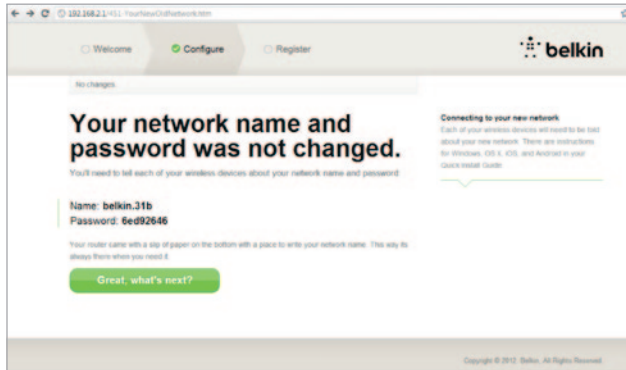 192.168.2.1/451-YourNewOldNetwork.htm
Welcome
Configure
Register
belkin
No changes.
Your network name and
password was not changed.
You'll need to tell each of your wireless devices about your network name and password
Name: belkin.31b
Password: 6ed92646
Your router came with a slip of paper on the bottom with a place to write your network name. This way its
always there when you need it.
Great, what's next?
Connecting to your new network
Each of your wireless devices will need to be told
about your new network. There are instructions
for Windows, OS X, iOS, and Android in your
Quick Install Guide.
Copyright © 2012 Belkin. All Rights Reserved.